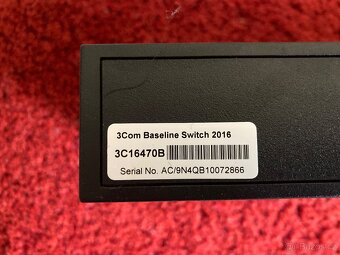 3Com Baseline Switch 2016
3C16470B
Serial No. AC/9N4QB10072866